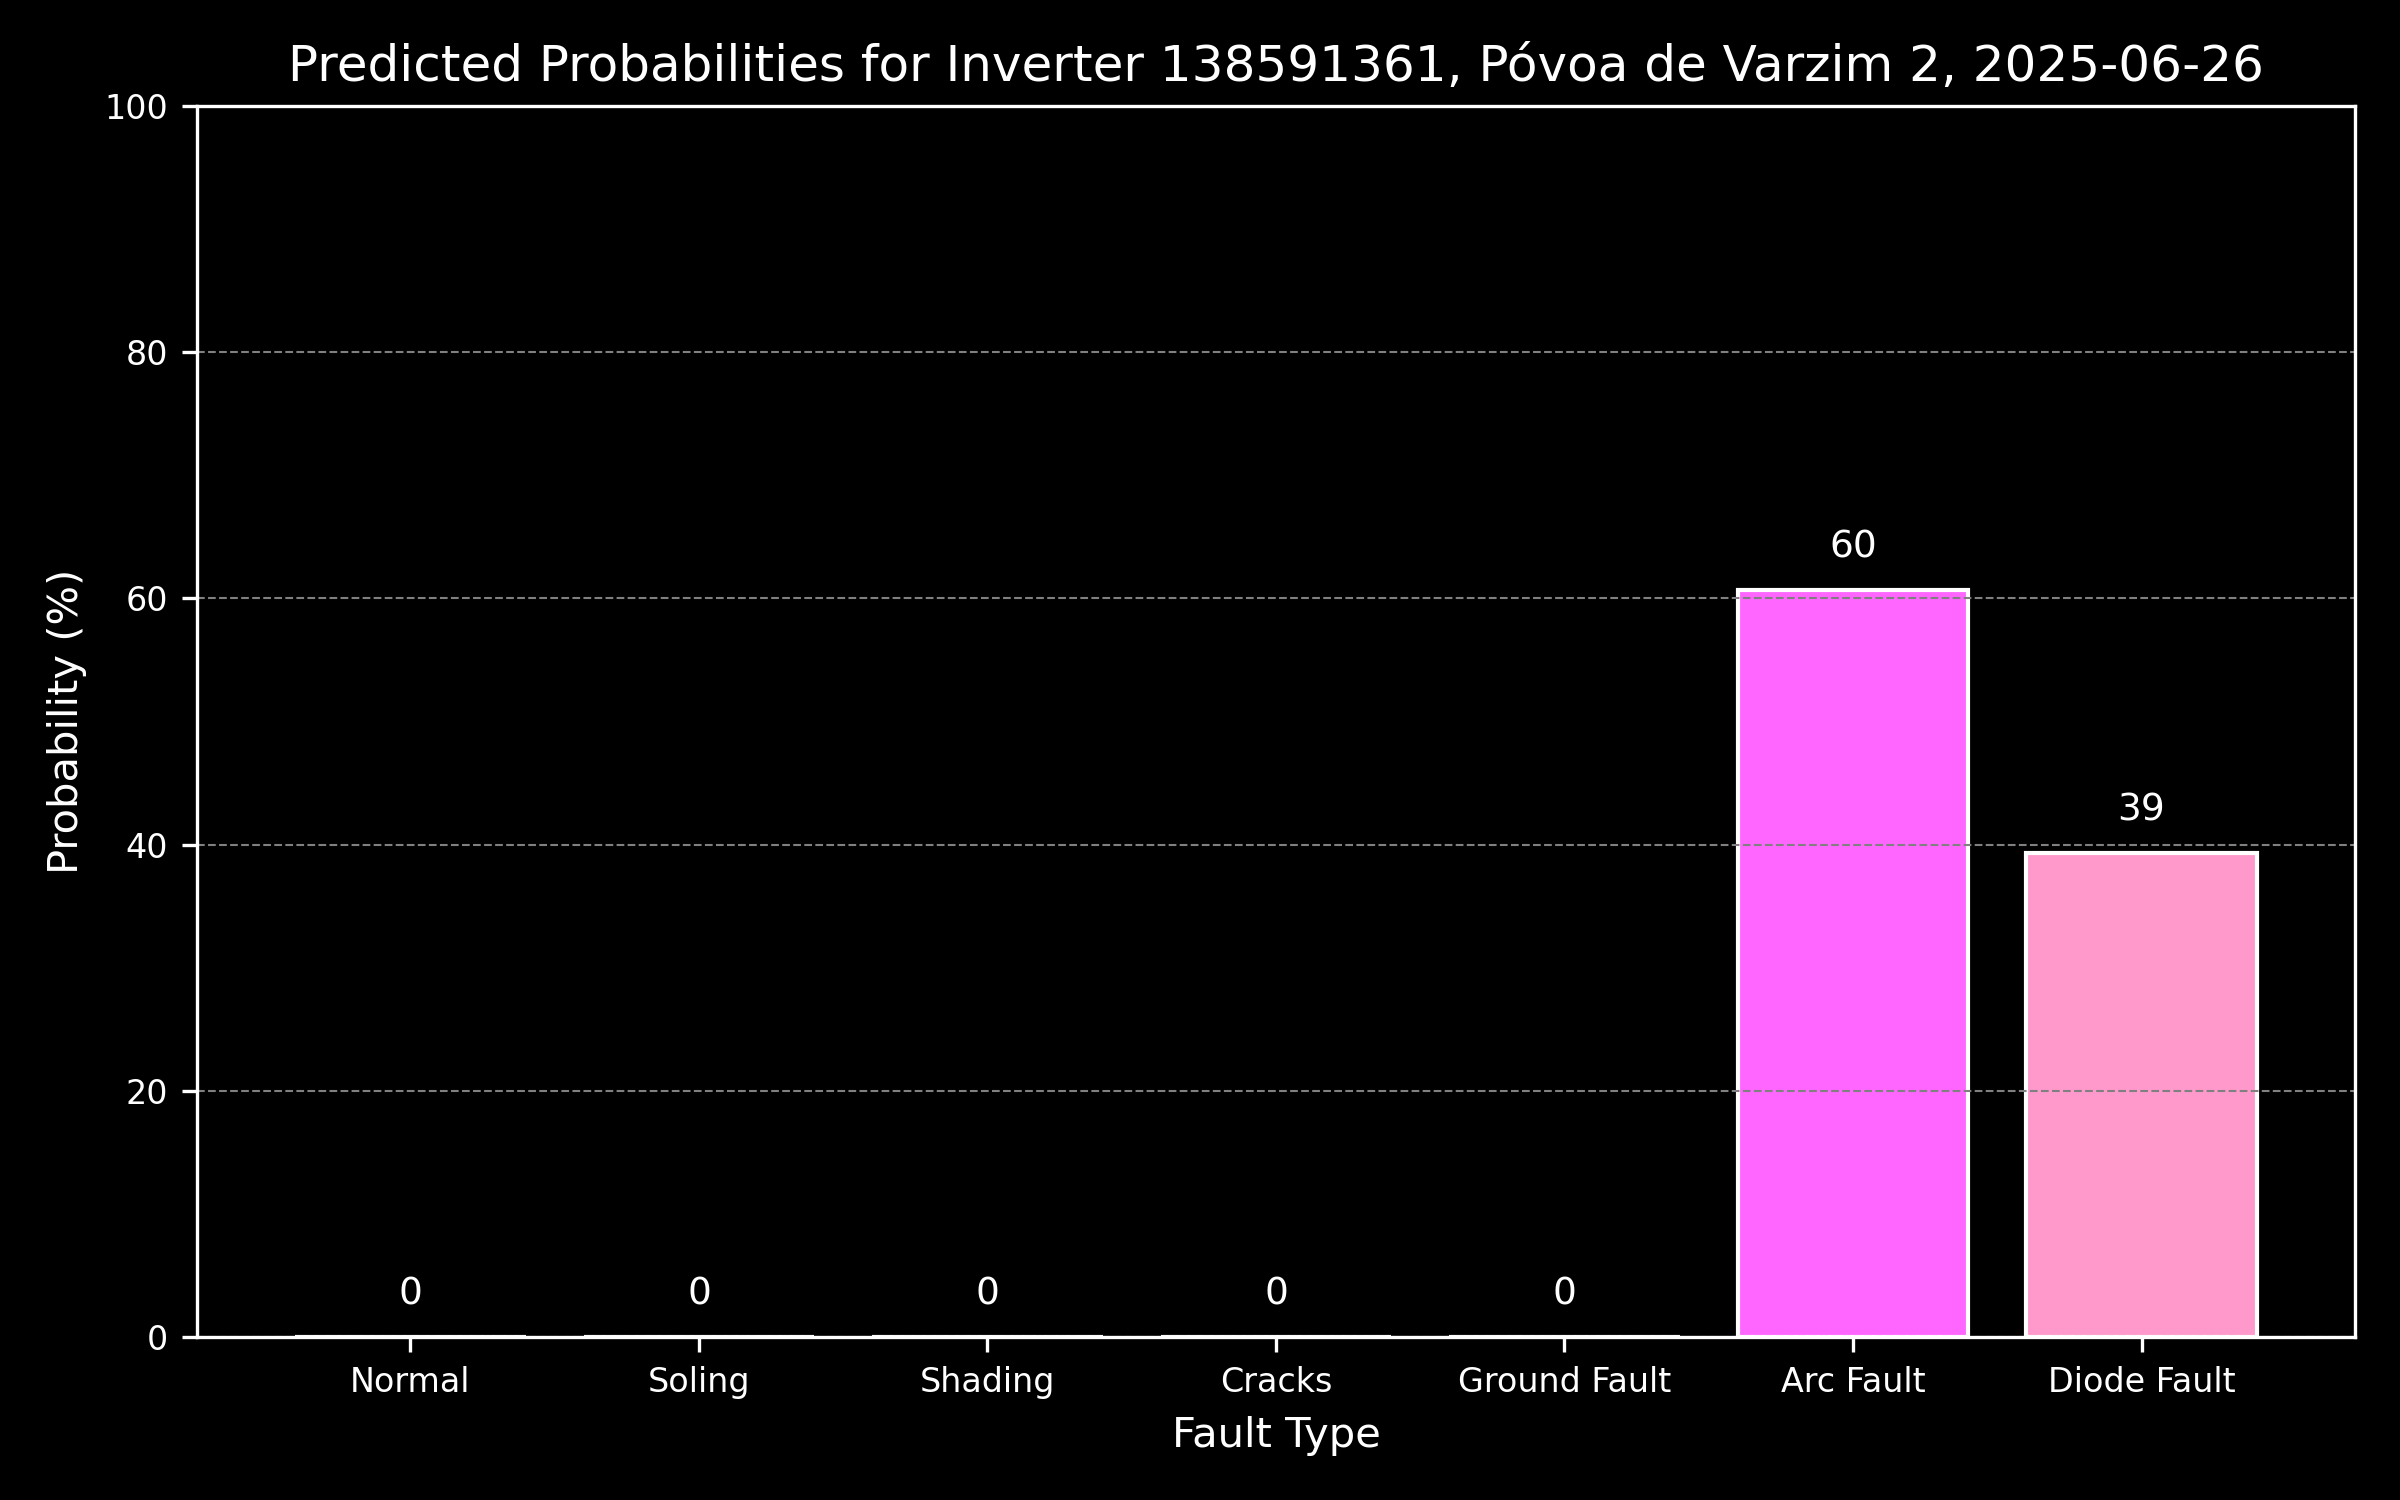 Predicted Probabilities for Inverter 138591361, Póvoa de Varzim 2, 2025-06-26
100
80
60
40
20
0
Probability (%)
0
0
0
0
0
60
39
Normal
Soling
Shading
Cracks
Ground Fault
Arc Fault
Diode Fault
Fault Type